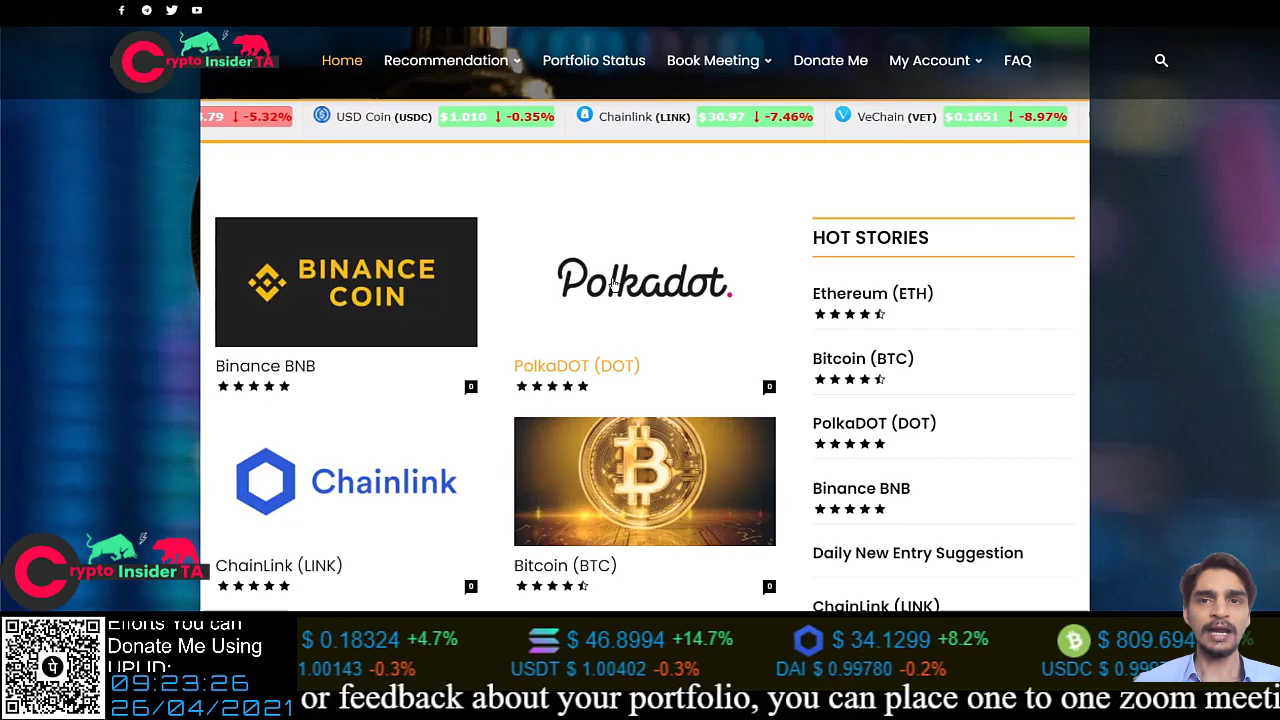 Crypto Insider TA
Home Recommendation Portfolio Status Book Meeting Donate Me My Account FAQ
.79 ↓ -5.32% USD Coin (USDC) $1.010 ↓ -0.35% Chainlink (LINK) $30.97 ↓ -7.46% VeChain (VET) $0.1651 ↓ -8.97%
BINANCE
COIN
Binance BNB
0
Polkadot.
PolkaDOT (DOT)
0
Chainlink
ChainLink (LINK)
0
Bitcoin (BTC)
0
HOT STORIES
Ethereum (ETH)
Bitcoin (BTC)
PolkaDOT (DOT)
Binance BNB
Daily New Entry Suggestion
ChainLink (LINK)
Crypto Insider TA
Efforts You can
Donate Me Using
UPI ID:
09:23:26
26/04/2021
$ 0.18324 +4.7% $ 46.8994 +14.7% $ 34.1299 +8.2% $ 809.694
1.00143 -0.3% USDT $ 1.00402 -0.3% DAI $ 0.99780 -0.2% USDC $ 0.99
or feedback about your portfolio, you can place one to one zoom meeti